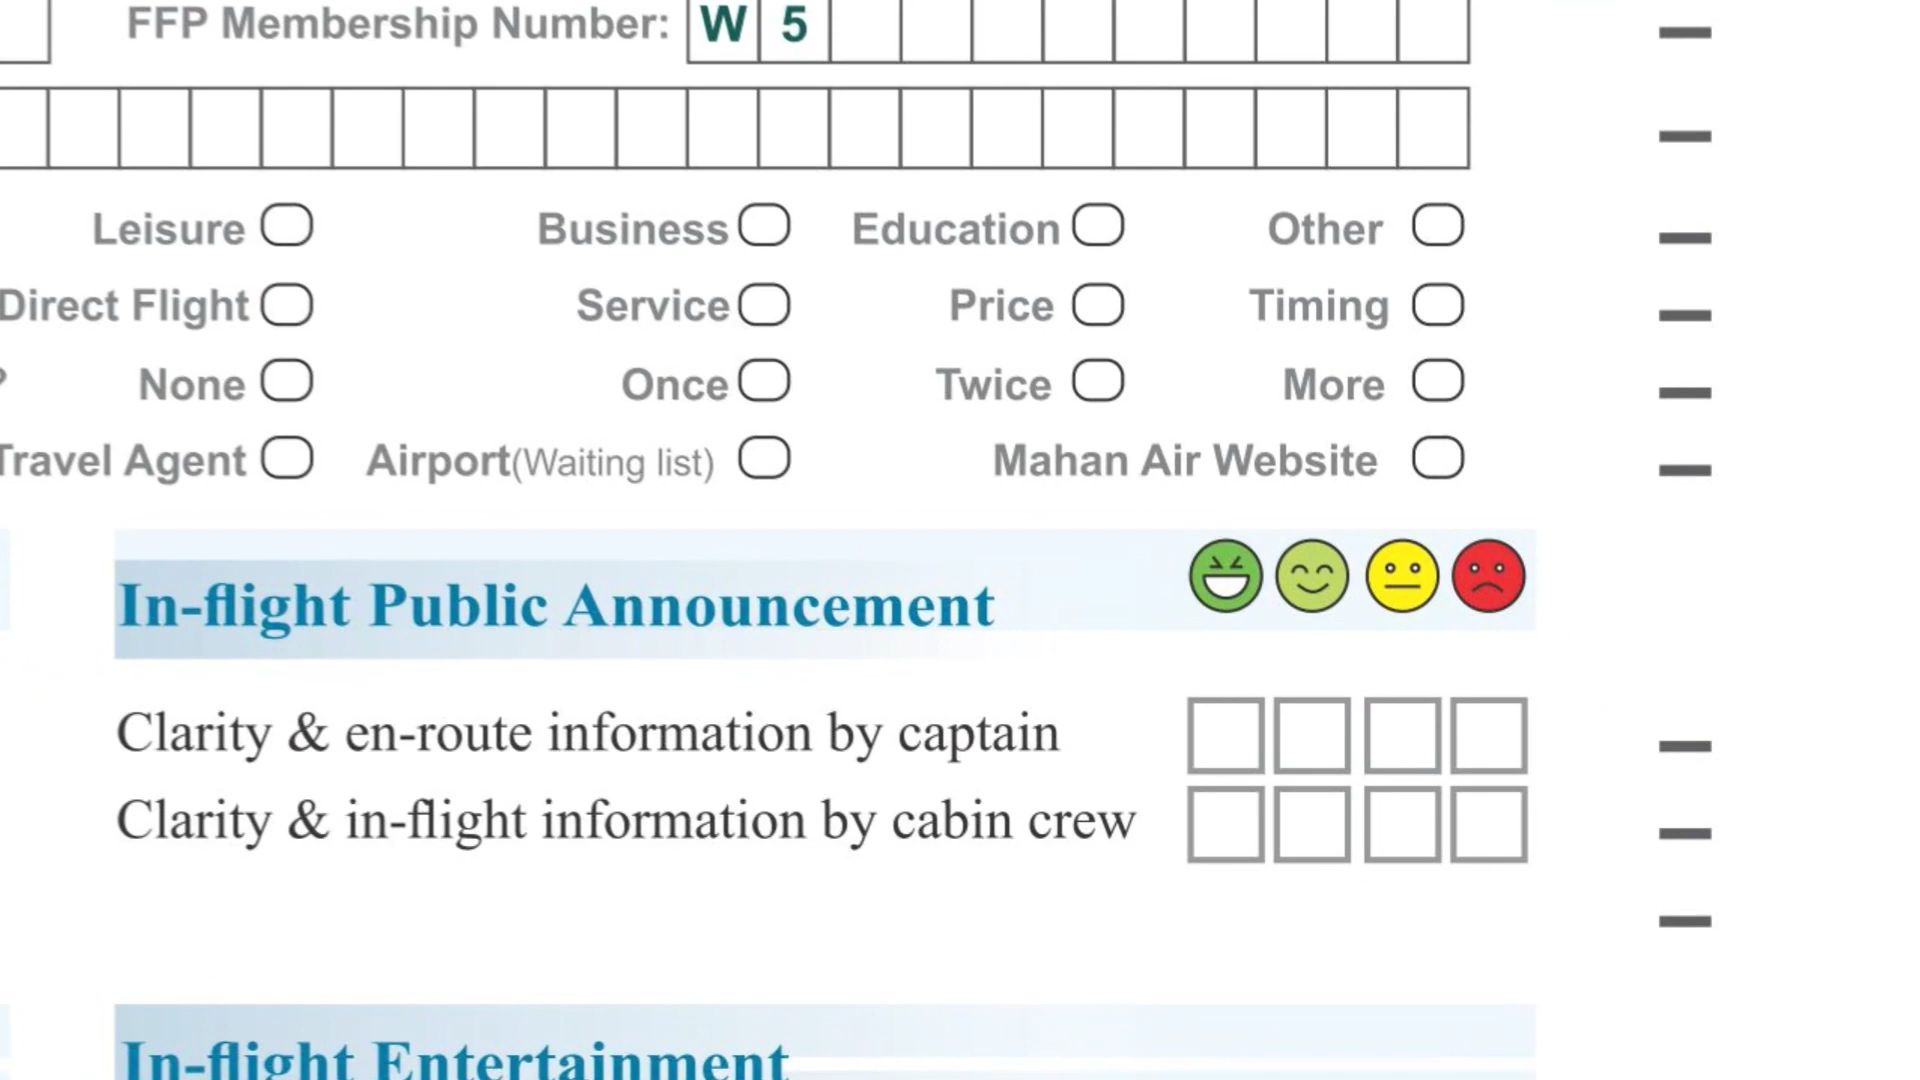 FFP Membership Number: W 5
Leisure Business Education Other
Direct Flight Service Price Timing
? None Once Twice More
Travel Agent Airport(Waiting list) Mahan Air Website
In-flight Public Announcement
Clarity & en-route information by captain
Clarity & in-flight information by cabin crew
In-flight Entertainment